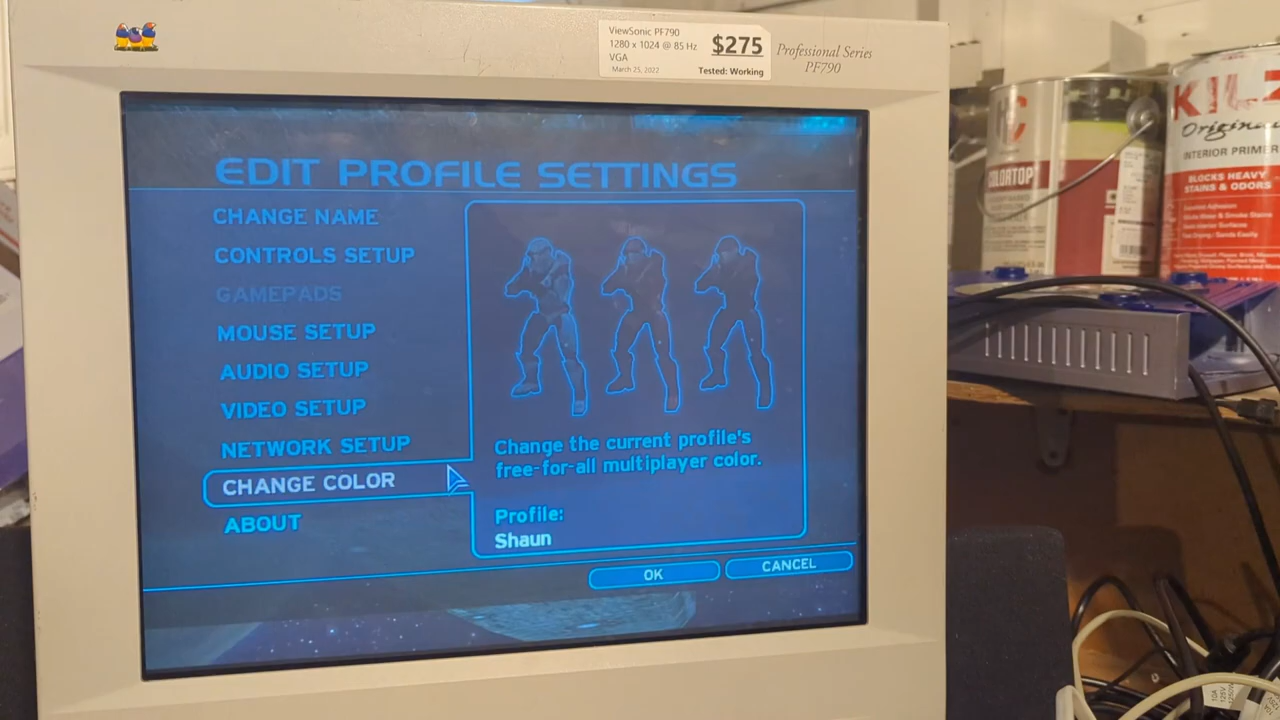 ViewSonic PF790
1280 x 1024 @ 85 Hz
VGA
March 25, 2022
$275
Tested: Working
Professional Series
PF790
EDIT PROFILE SETTINGS
CHANGE NAME
CONTROLS SETUP
GAMEPADS
MOUSE SETUP
AUDIO SETUP
VIDEO SETUP
NETWORK SETUP
CHANGE COLOR
ABOUT
Change the current profile's
free-for-all multiplayer color.
Profile:
Shaun
OK
CANCEL
COLORTOP
KILZ
Original
INTERIOR PRIMER
BLOCKS HEAVY
STAINS & ODORS